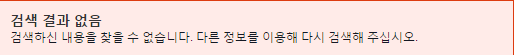 검색 결과 없음
검색하신 내용을 찾을 수 없습니다. 다른 정보를 이용해 다시 검색해 주십시오.